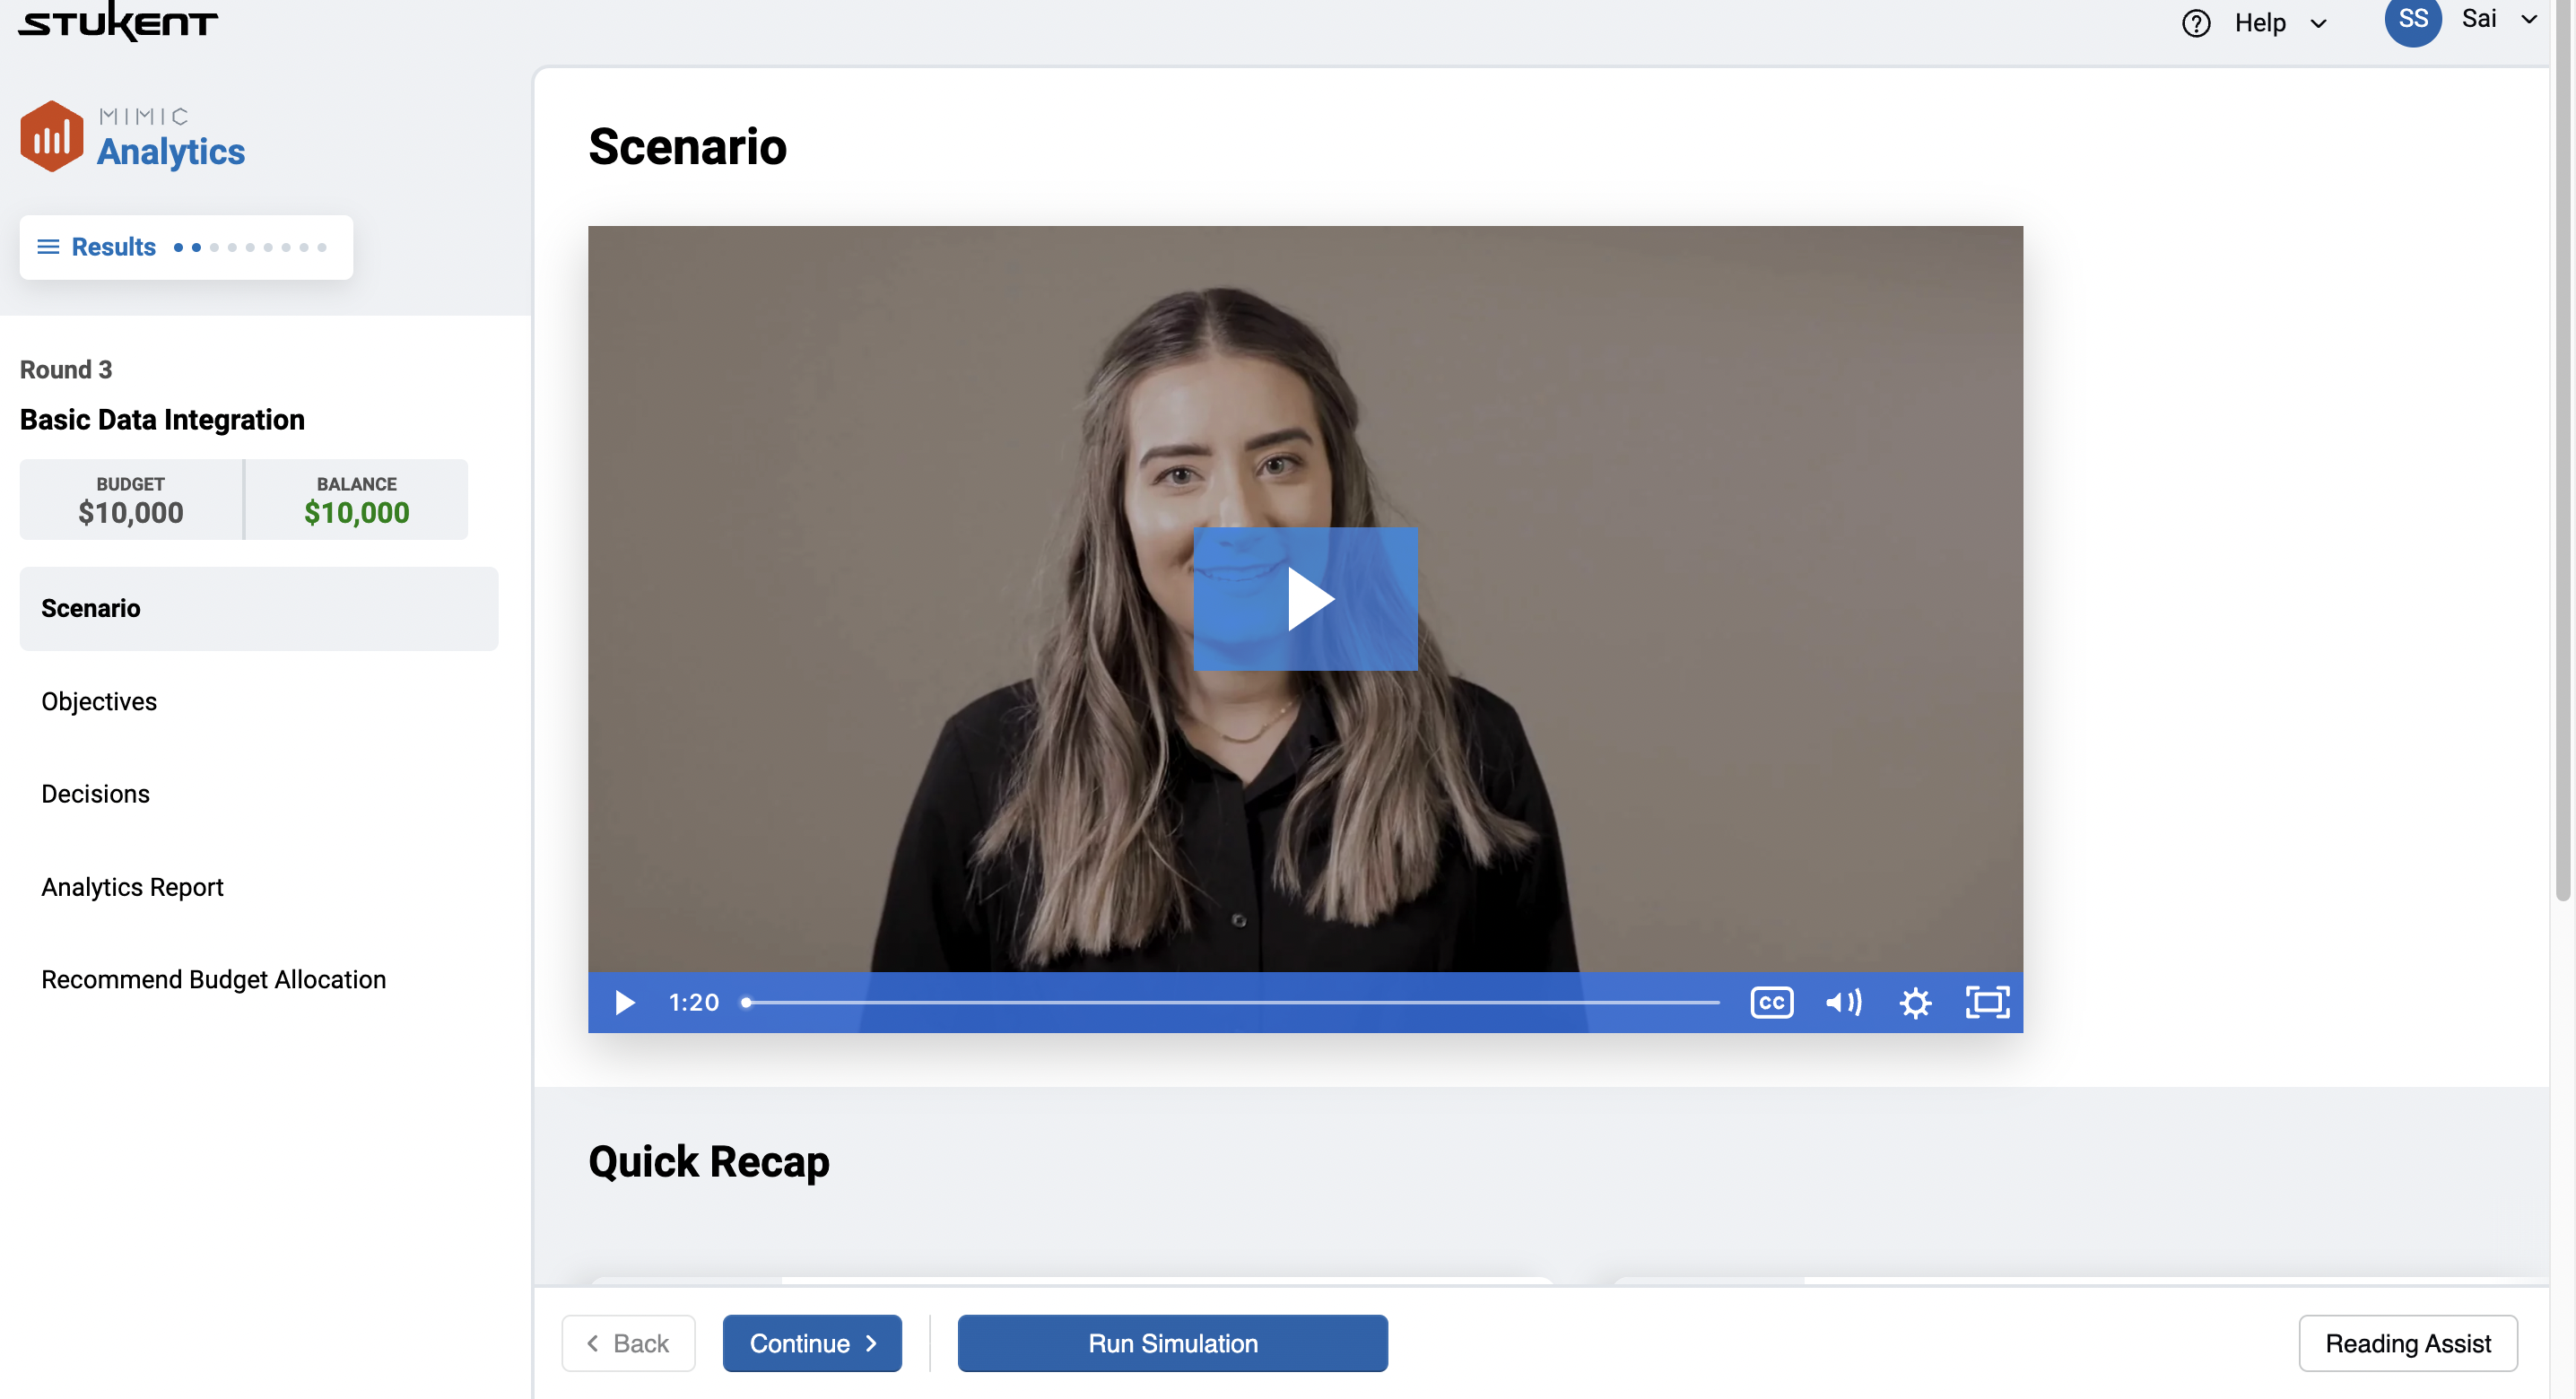 STUKENT
Help
SS
Sai
MIMIC
Analytics
Results
Round 3
Basic Data Integration
BUDGET
$10,000
BALANCE
$10,000
Scenario
Objectives
Decisions
Analytics Report
Recommend Budget Allocation
Scenario
1:20
CC
Quick Recap
Back
Continue
Run Simulation
Reading Assist